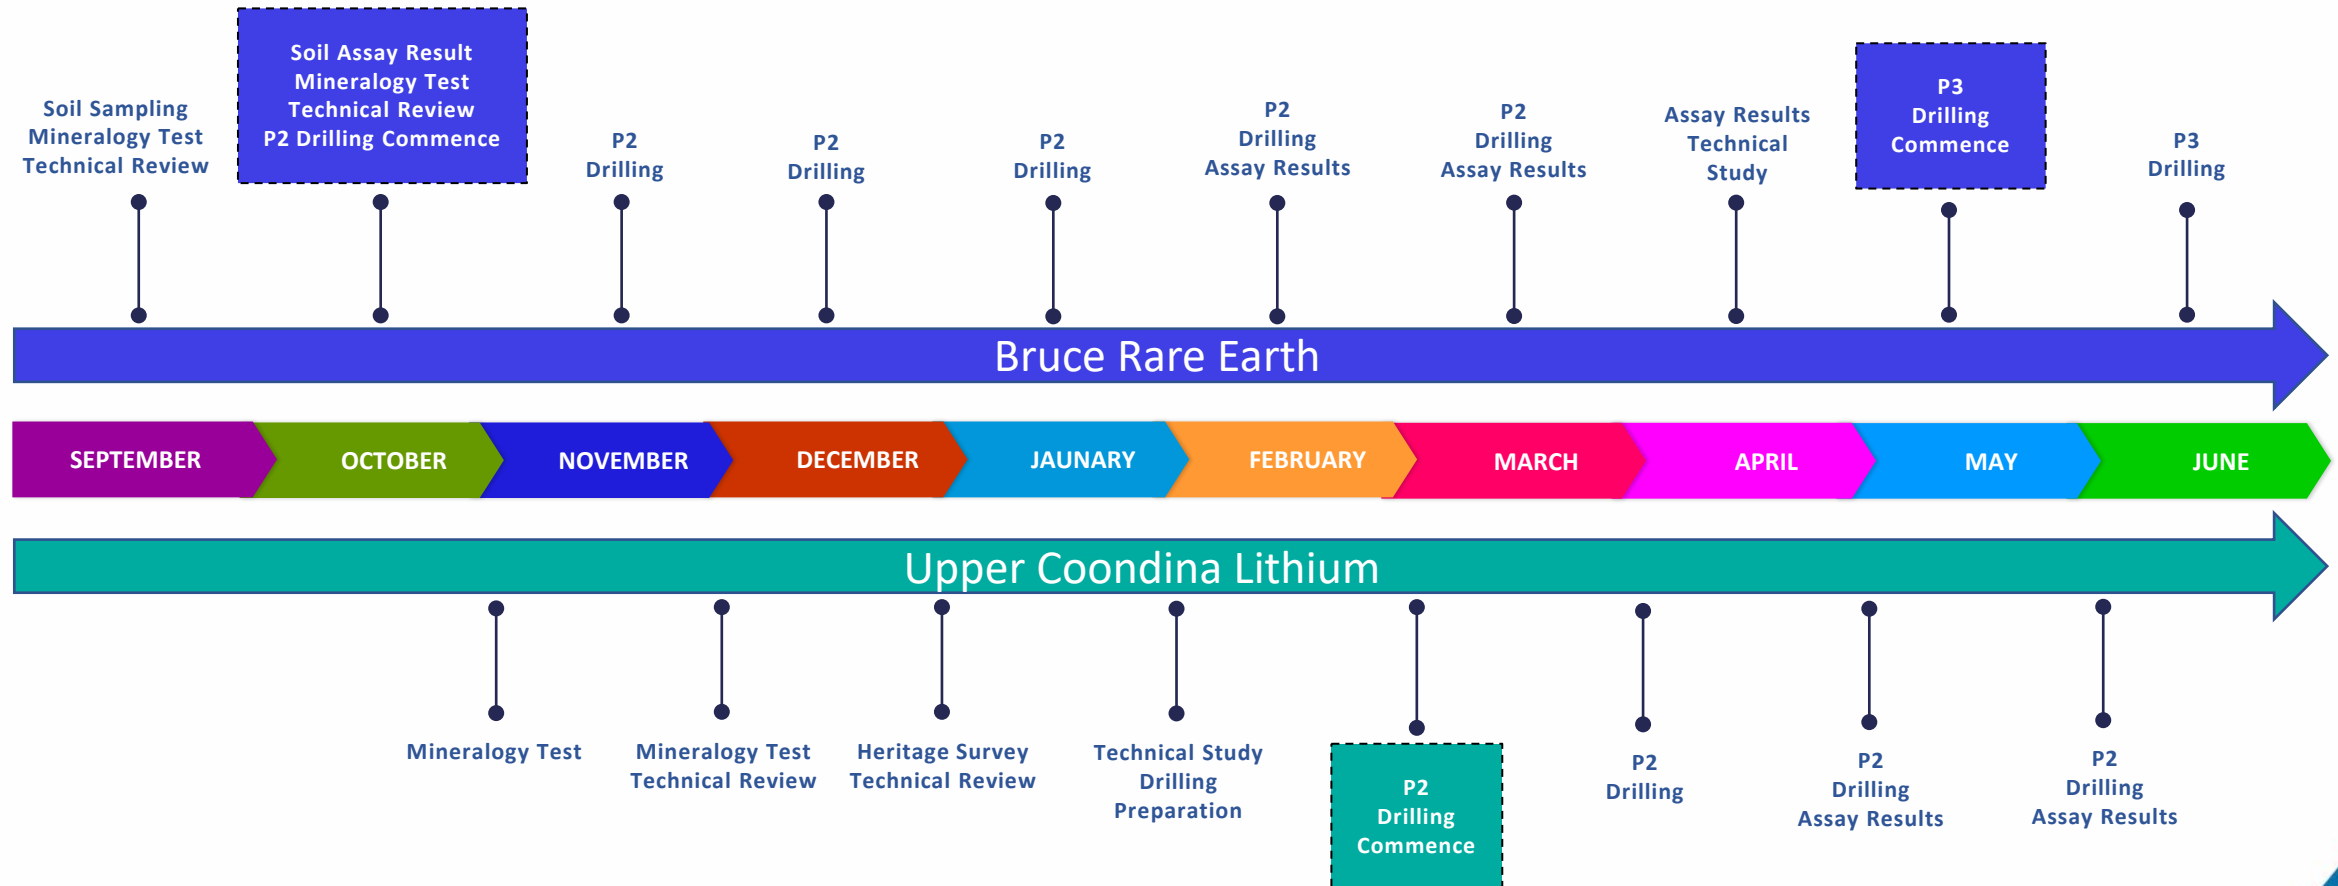 Soil Sampling
Mineralogy Test
Technical Review
Soil Assay Result
Mineralogy Test
Technical Review
P2 Drilling Commence
P2
Drilling
P2
Drilling
P2
Drilling
P2
Drilling
Assay Results
P2
Drilling
Assay Results
Assay Results
Technical
Study
P3
Drilling
Commence
P3
Drilling
Bruce Rare Earth
SEPTEMBER
OCTOBER
NOVEMBER
DECEMBER
JAUNARY
FEBRUARY
MARCH
APRIL
MAY
JUNE
Upper Coondina Lithium
Mineralogy Test
Mineralogy Test
Technical Review
Heritage Survey
Technical Review
Technical Study
Drilling
Preparation
P2
Drilling
Commence
P2
Drilling
P2
Drilling
Assay Results
P2
Drilling
Assay Results